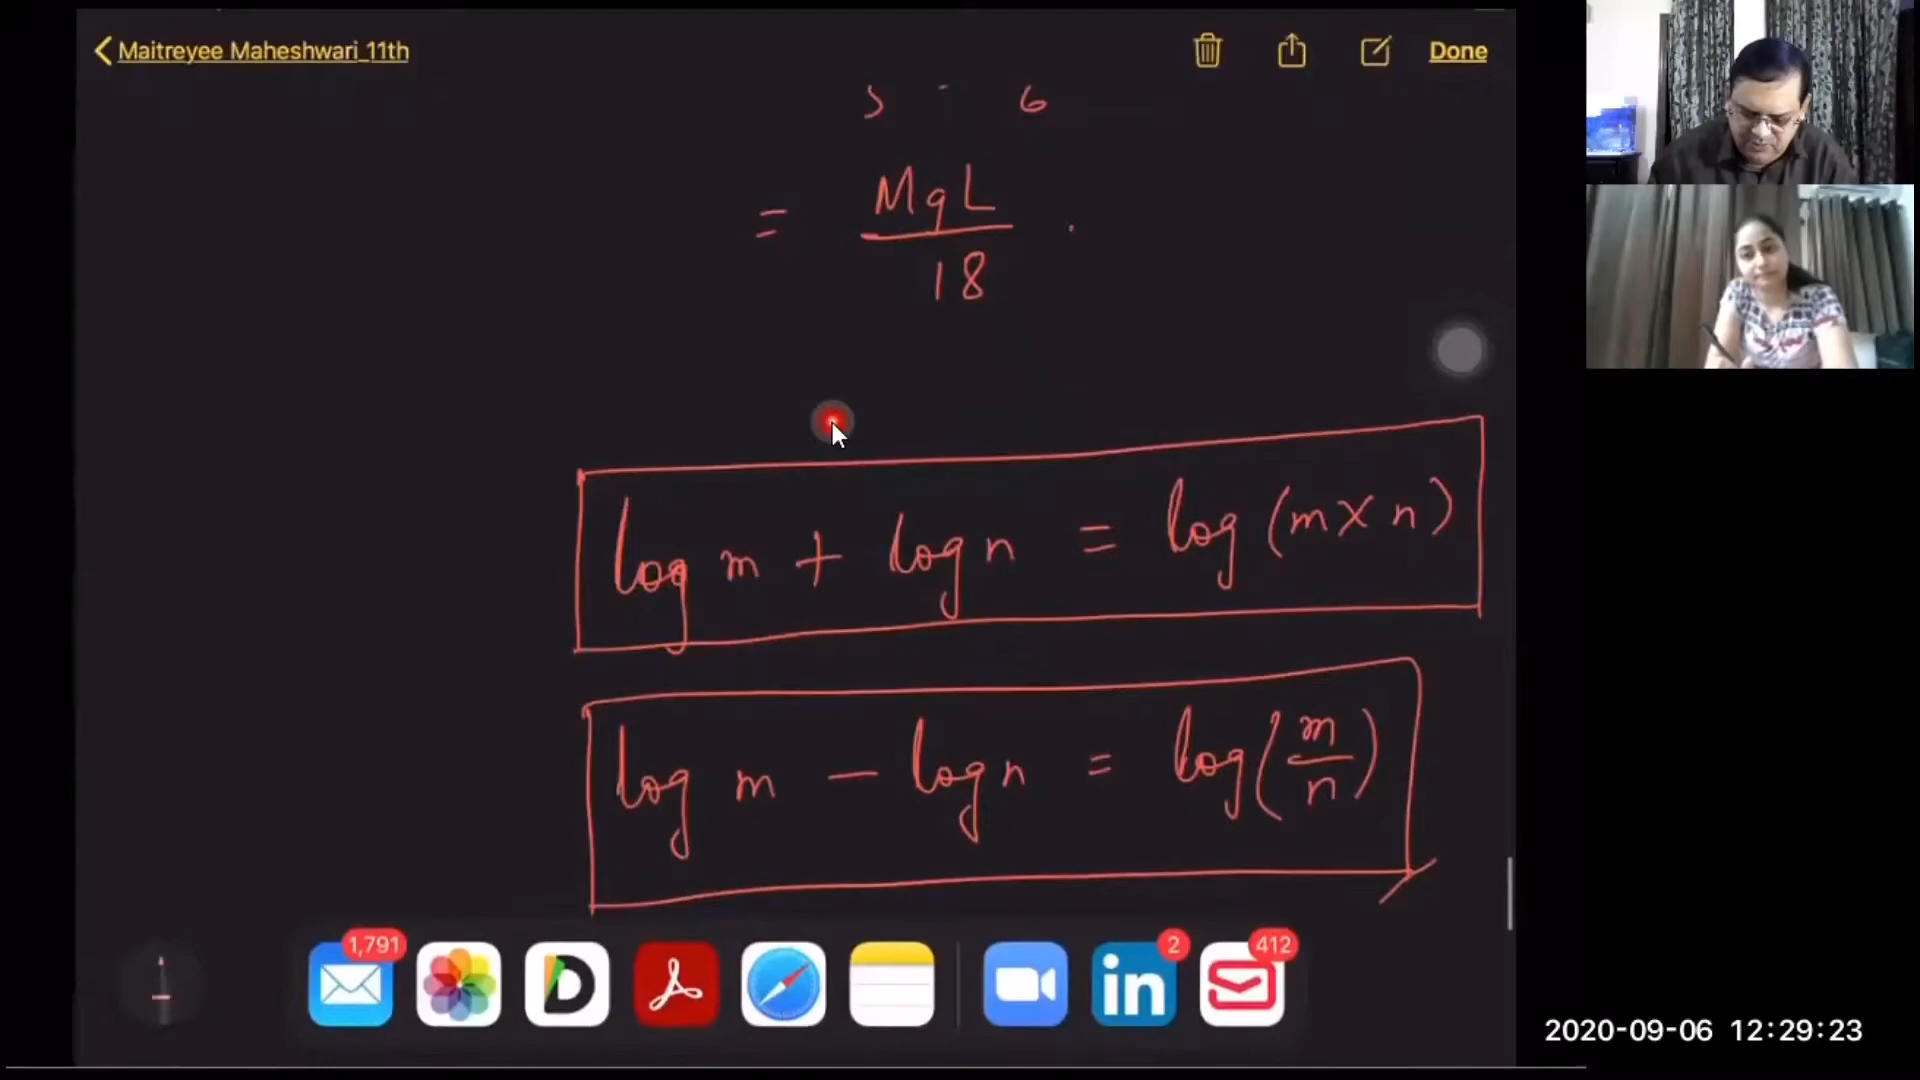 Maitreyee Maheshwari_11th
Done
6
= MgL
18
log m + log n = log (m × n)
log m − log n = log (m/n)
1,791
2
412
in
2020-09-06 12:29:23